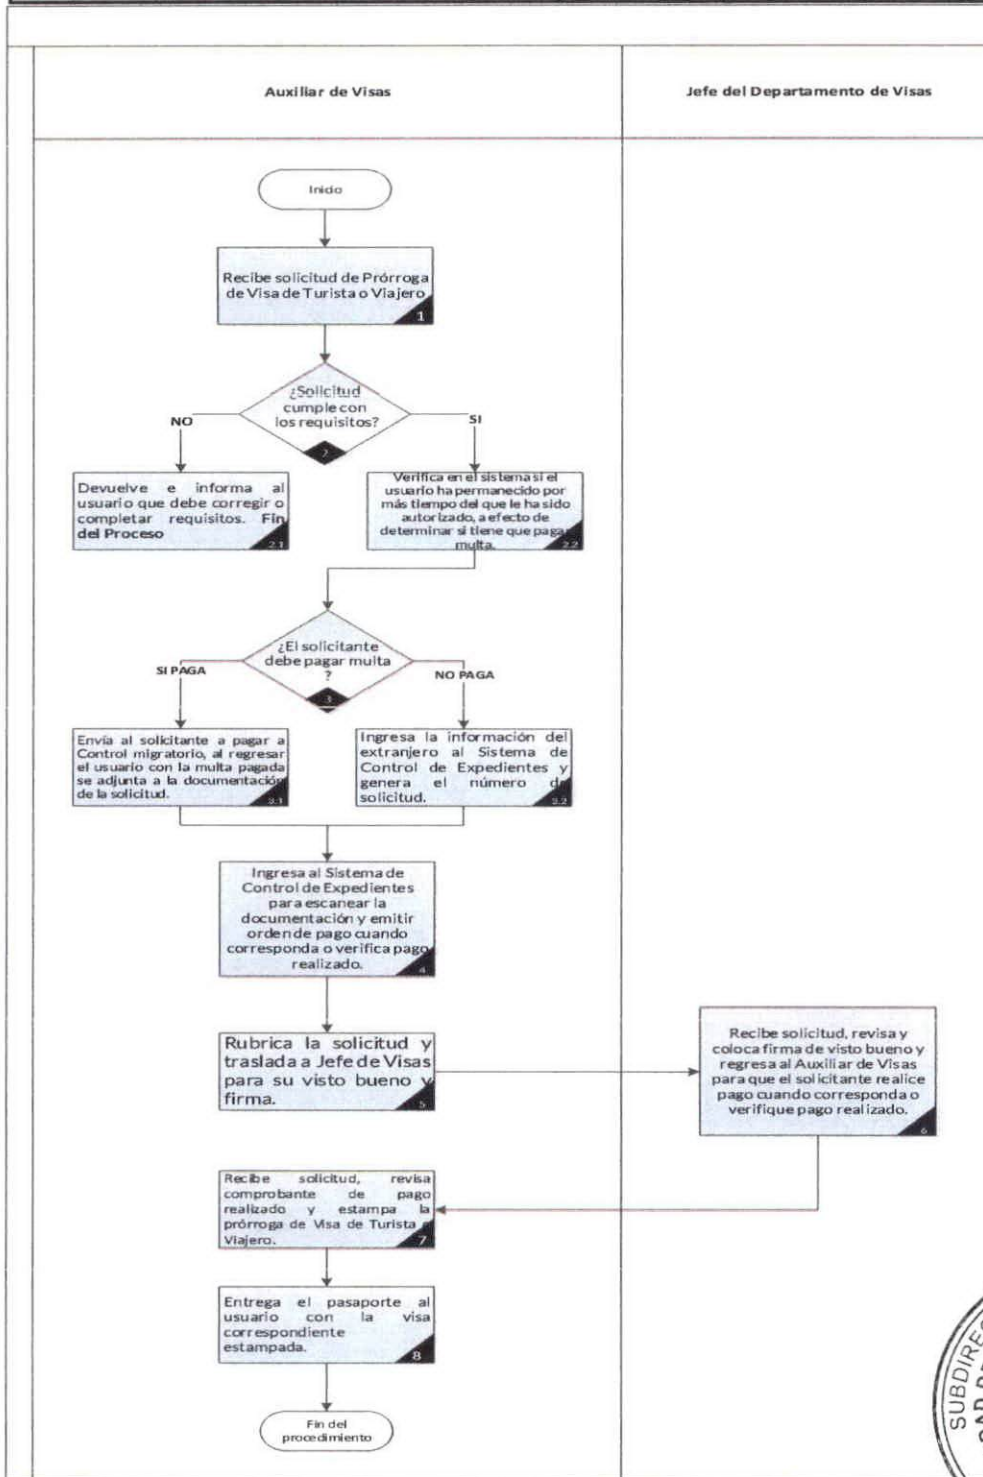 Auxiliar de Visas
Jefe del Departamento de Visas
Inicio
Recibe solicitud de Prórroga
de Visa de Turista o Viajero
1
¿Solicitud
cumple con
los requisitos?
2
NO
SI
Devuelve e informa al
usuario que debe corregir o
completar requisitos. Fin
del Proceso
2.1
Verifica en el sistema si el
usuario ha permanecido por
más tiempo del que le ha sido
autorizado, a efecto de
determinar si tiene que pagar
multa.
2.2
¿El solicitante
debe pagar multa
?
3
SI PAGA
NO PAGA
Envía al solicitante a pagar a
Control migratorio, al regresar
el usuario con la multa pagada
se adjunta a la documentación
de la solicitud.
3.1
Ingresa la información del
extranjero al Sistema de
Control de Expedientes y
genera el número de
solicitud.
3.2
Ingresa al Sistema de
Control de Expedientes
para escanear la
documentación y emitir
orden de pago cuando
corresponda o verifica pago
realizado.
4
Rubrica la solicitud y
traslada a Jefe de Visas
para su visto bueno y
firma.
5
Recibe solicitud, revisa y
coloca firma de visto bueno y
regresa al Auxiliar de Visas
para que el solicitante realice
pago cuando corresponda o
verifique pago realizado.
6
Recibe solicitud, revisa
comprobante de pago
realizado y estampa la
prórroga de Visa de Turista o
Viajero.
7
Entrega el pasaporte al
usuario con la visa
correspondiente
estampada.
8
Fin del
procedimiento